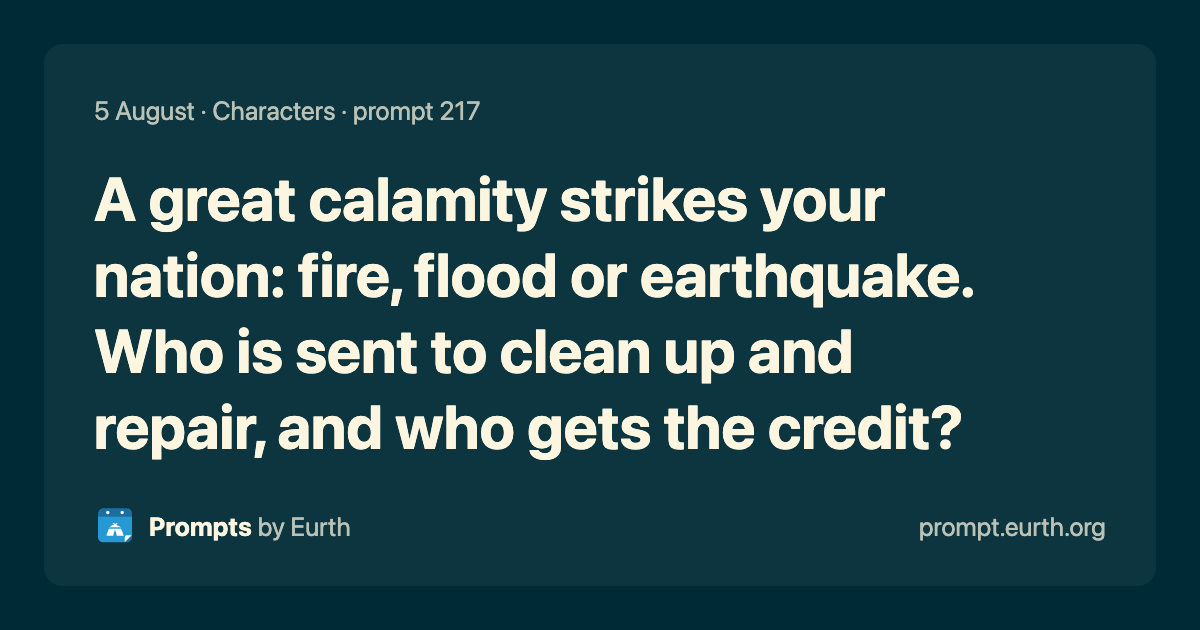 5 August · Characters · prompt 217
A great calamity strikes your
nation: fire, flood or earthquake.
Who is sent to clean up and
repair, and who gets the credit?
Prompts by Eurth
prompt.eurth.org